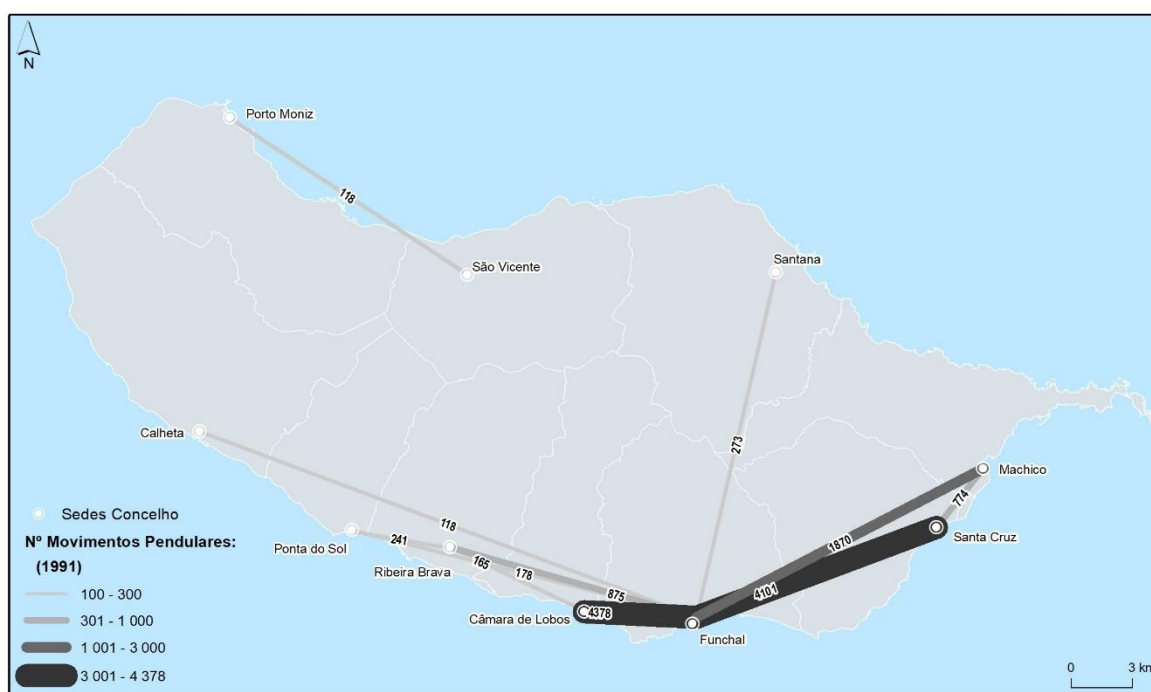 N
Porto Moniz
118
São Vicente
Santana
273
Calheta
118
Machico
774
Santa Cruz
1870
4101
Ponta do Sol
241
Ribeira Brava
165
178
875
Câmara de Lobos
4378
Funchal
Sedes Concelho
Nº Movimentos Pendulares:
(1991)
100 - 300
301 - 1 000
1 001 - 3 000
3 001 - 4 378
0 3 km